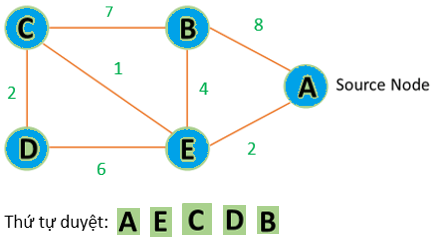 7
C B 8
1 A Source Node
2 4
D E 2
6
Thứ tự duyệt: A E C D B